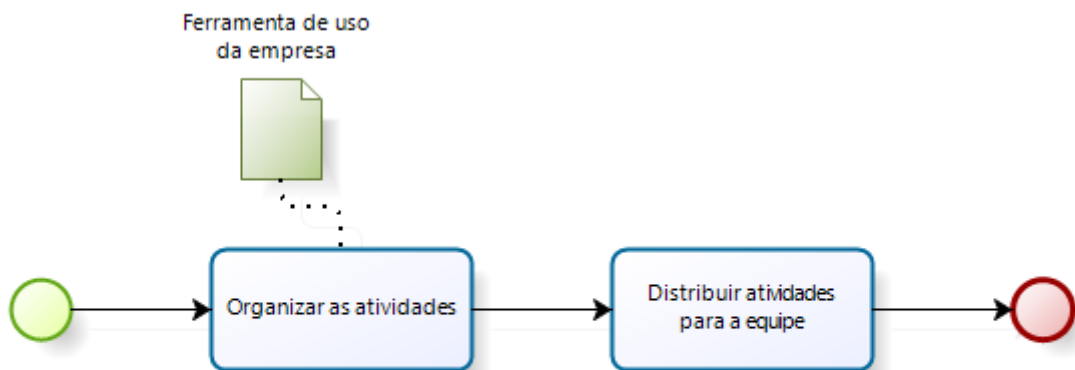 Ferramenta de uso
da empresa
Organizar as atividades
Distribuir atividades
para a equipe